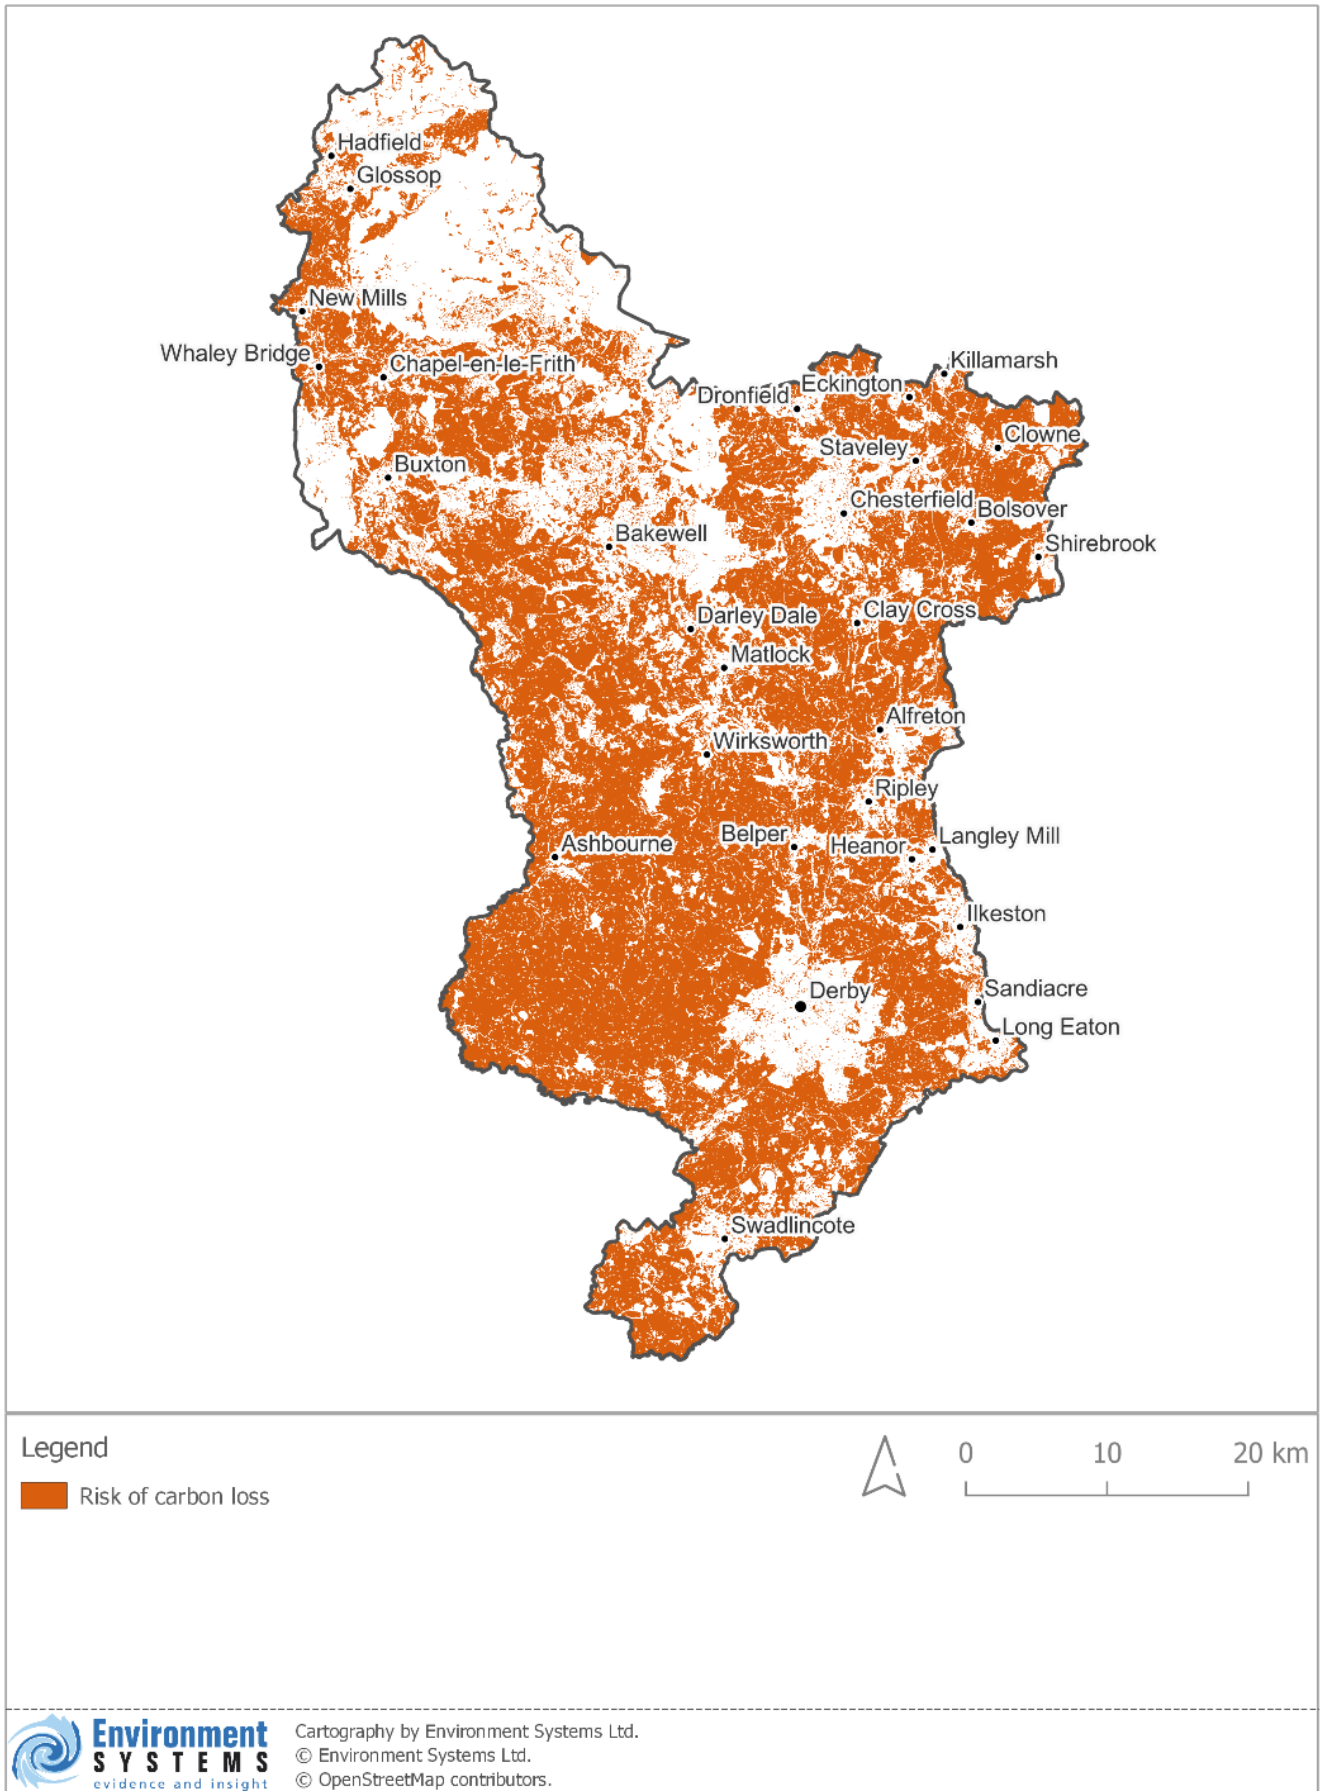 Hadfield
Glossop
New Mills
Whaley Bridge
Chapel-en-le-Frith
Killamarsh
Dronfield
Eckington
Clowne
Staveley
Buxton
Chesterfield
Bolsover
Bakewell
Shirebrook
Darley Dale
Clay Cross
Matlock
Alfreton
Wirksworth
Ripley
Ashbourne
Belper
Heanor
Langley Mill
Ilkeston
Derby
Sandiacre
Long Eaton
Swadlincote
Legend
Risk of carbon loss
0 10 20 km
Environment
SYSTEMS
evidence and insight
Cartography by Environment Systems Ltd.
© Environment Systems Ltd.
© OpenStreetMap contributors.